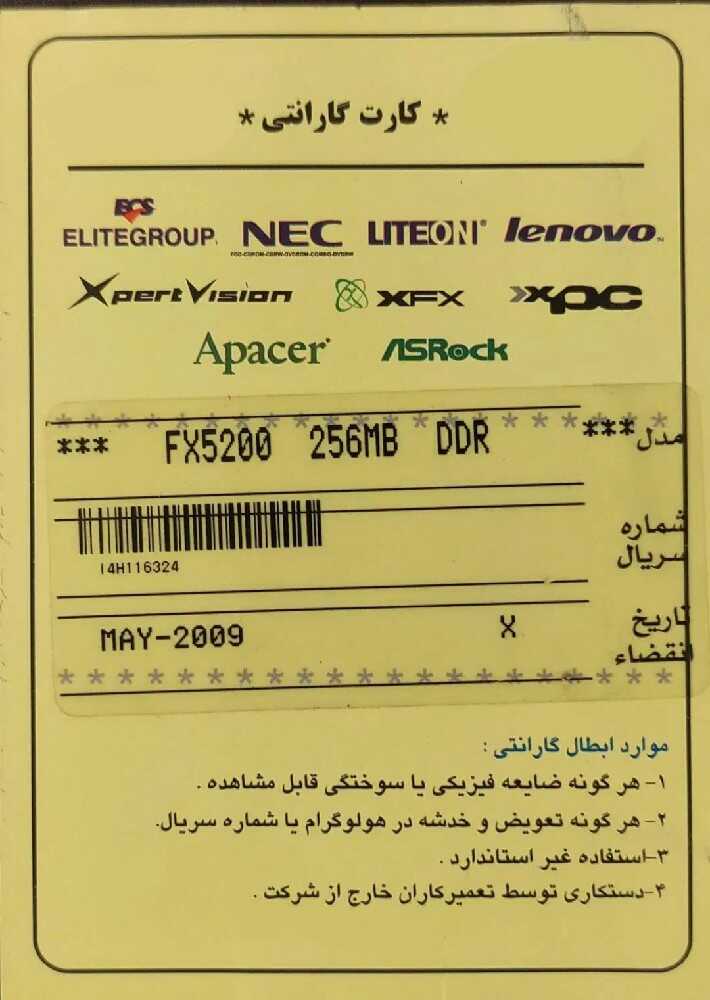 * کارت گارانتی *
ECS
ELITEGROUP. NEC LITEON® lenovo
XpertVision XFX xpc
Apacer ASRock
مدل *** FX5200 256MB DDR ***
شماره سریال
14H116324
تاریخ انقضاء
MAY-2009 X
موارد ابطال گارانتی :
۱- هر گونه ضایعه فیزیکی یا سوختگی قابل مشاهده .
۲- هر گونه تعویض و خدشه در هولوگرام یا شماره سریال.
۳-استفاده غیر استاندارد .
۴-دستکاری توسط تعمیرکاران خارج از شرکت .